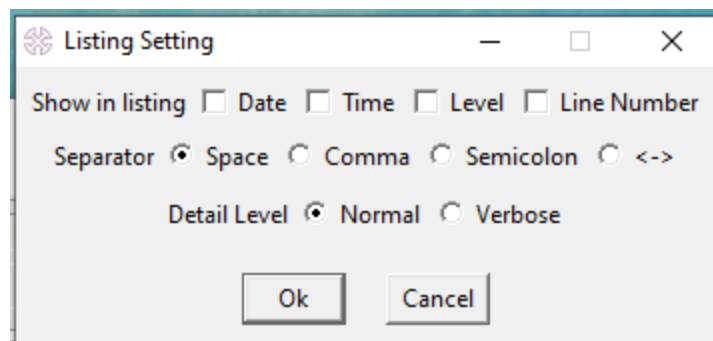 Listing Setting
Show in listing Date Time Level Line Number
Separator Space Comma Semicolon <->
Detail Level Normal Verbose
Ok Cancel